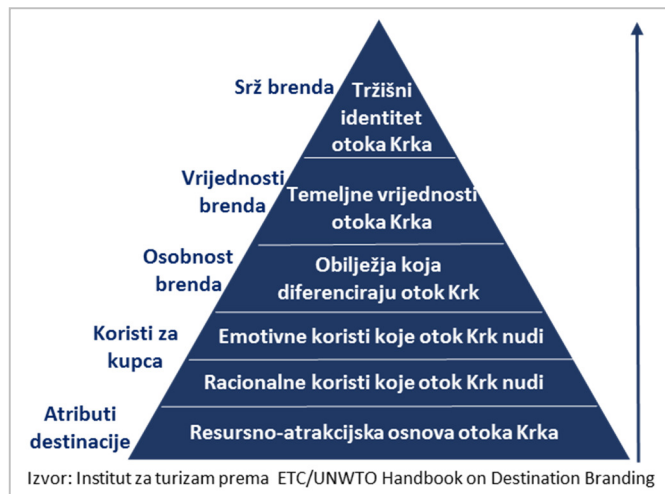 Srž brenda
Tržišni
identitet
otoka Krka
Vrijednosti
brenda
Temeljne vrijednosti
otoka Krka
Osobnost
brenda
Obilježja koja
diferenciraju otok Krk
Koristi za
kupca
Emotivne koristi koje otok Krk nudi
Racionalne koristi koje otok Krk nudi
Atributi
destinacije
Resursno-atrakcijska osnova otoka Krka
Izvor: Institut za turizam prema ETC/UNWTO Handbook on Destination Branding